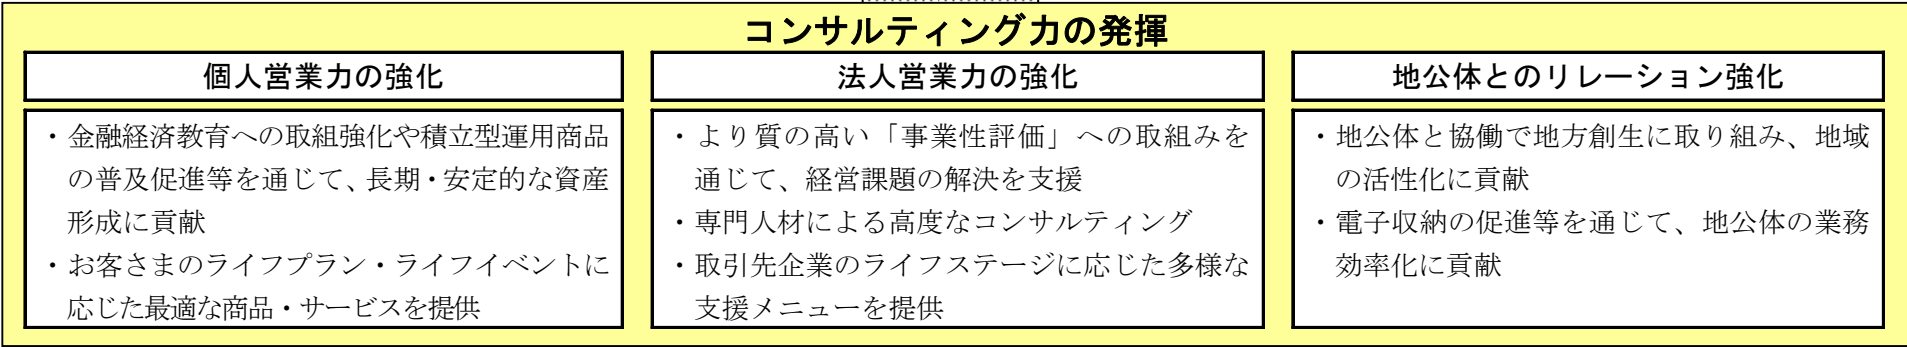 コンサルティング力の発揮
個人営業力の強化
・金融経済教育への取組強化や積立型運用商品
の普及促進等を通じて、長期・安定的な資産
形成に貢献
・お客さまのライフプラン・ライフイベントに
応じた最適な商品・サービスを提供
法人営業力の強化
・より質の高い「事業性評価」への取組みを
通じて、経営課題の解決を支援
・専門人材による高度なコンサルティング
・取引先企業のライフステージに応じた多様な
支援メニューを提供
地公体とのリレーション強化
・地公体と協働で地方創生に取り組み、地域
の活性化に貢献
・電子収納の促進等を通じて、地公体の業務
効率化に貢献